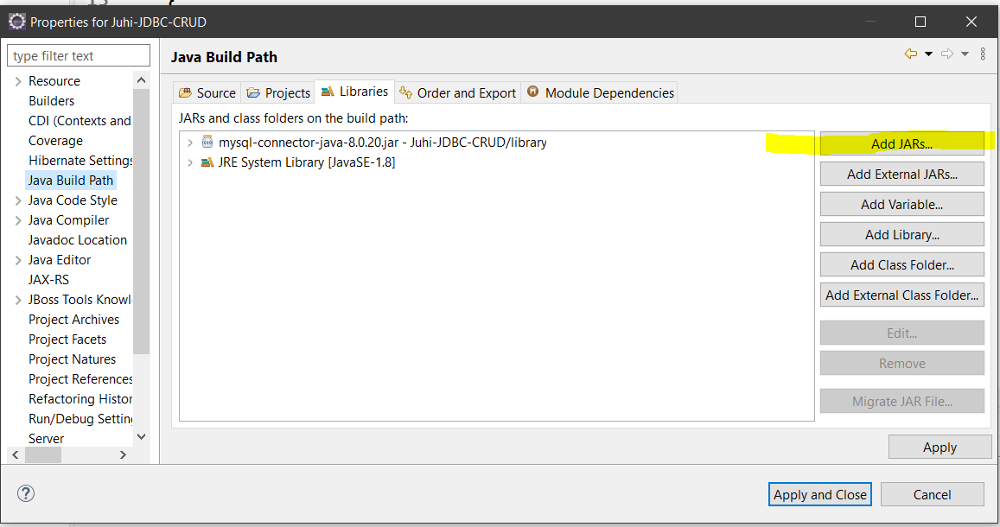 13
Properties for Juhi-JDBC-CRUD
type filter text
Resource
Builders
CDI (Contexts and
Coverage
Hibernate Settings
Java Build Path
Java Code Style
Java Compiler
Javadoc Location
Java Editor
JAX-RS
JBoss Tools Knowl
Project Archives
Project Facets
Project Natures
Project References
Refactoring Histor
Run/Debug Setting
Server
Java Build Path
Source Projects Libraries Order and Export Module Dependencies
JARs and class folders on the build path:
mysql-connector-java-8.0.20.jar - Juhi-JDBC-CRUD/library
JRE System Library [JavaSE-1.8]
Add JARs...
Add External JARs...
Add Variable...
Add Library...
Add Class Folder...
Add External Class Folder...
Edit...
Remove
Migrate JAR File...
Apply
?
Apply and Close Cancel